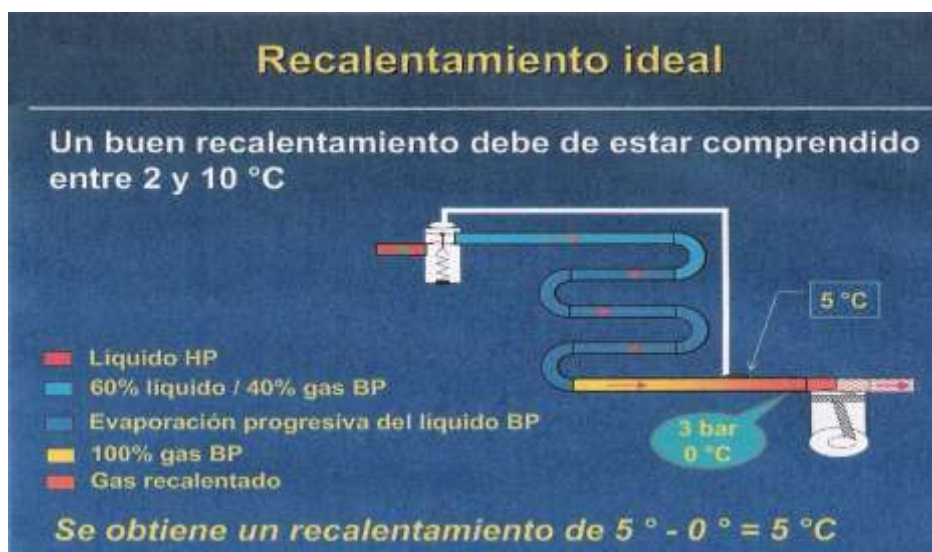 Recalentamiento ideal
Un buen recalentamiento debe de estar comprendido
entre 2 y 10 °C
5 °C
Líquido HP
60% líquido / 40% gas BP
Evaporación progresiva del líquido BP
100% gas BP
Gas recalentado
3 bar
0 °C
Se obtiene un recalentamiento de 5 ° - 0 ° = 5 °C